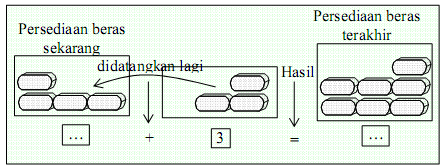 Persediaan beras
sekarang
didatangkan lagi
Hasil
Persediaan beras
terakhir
... + 3 = ...